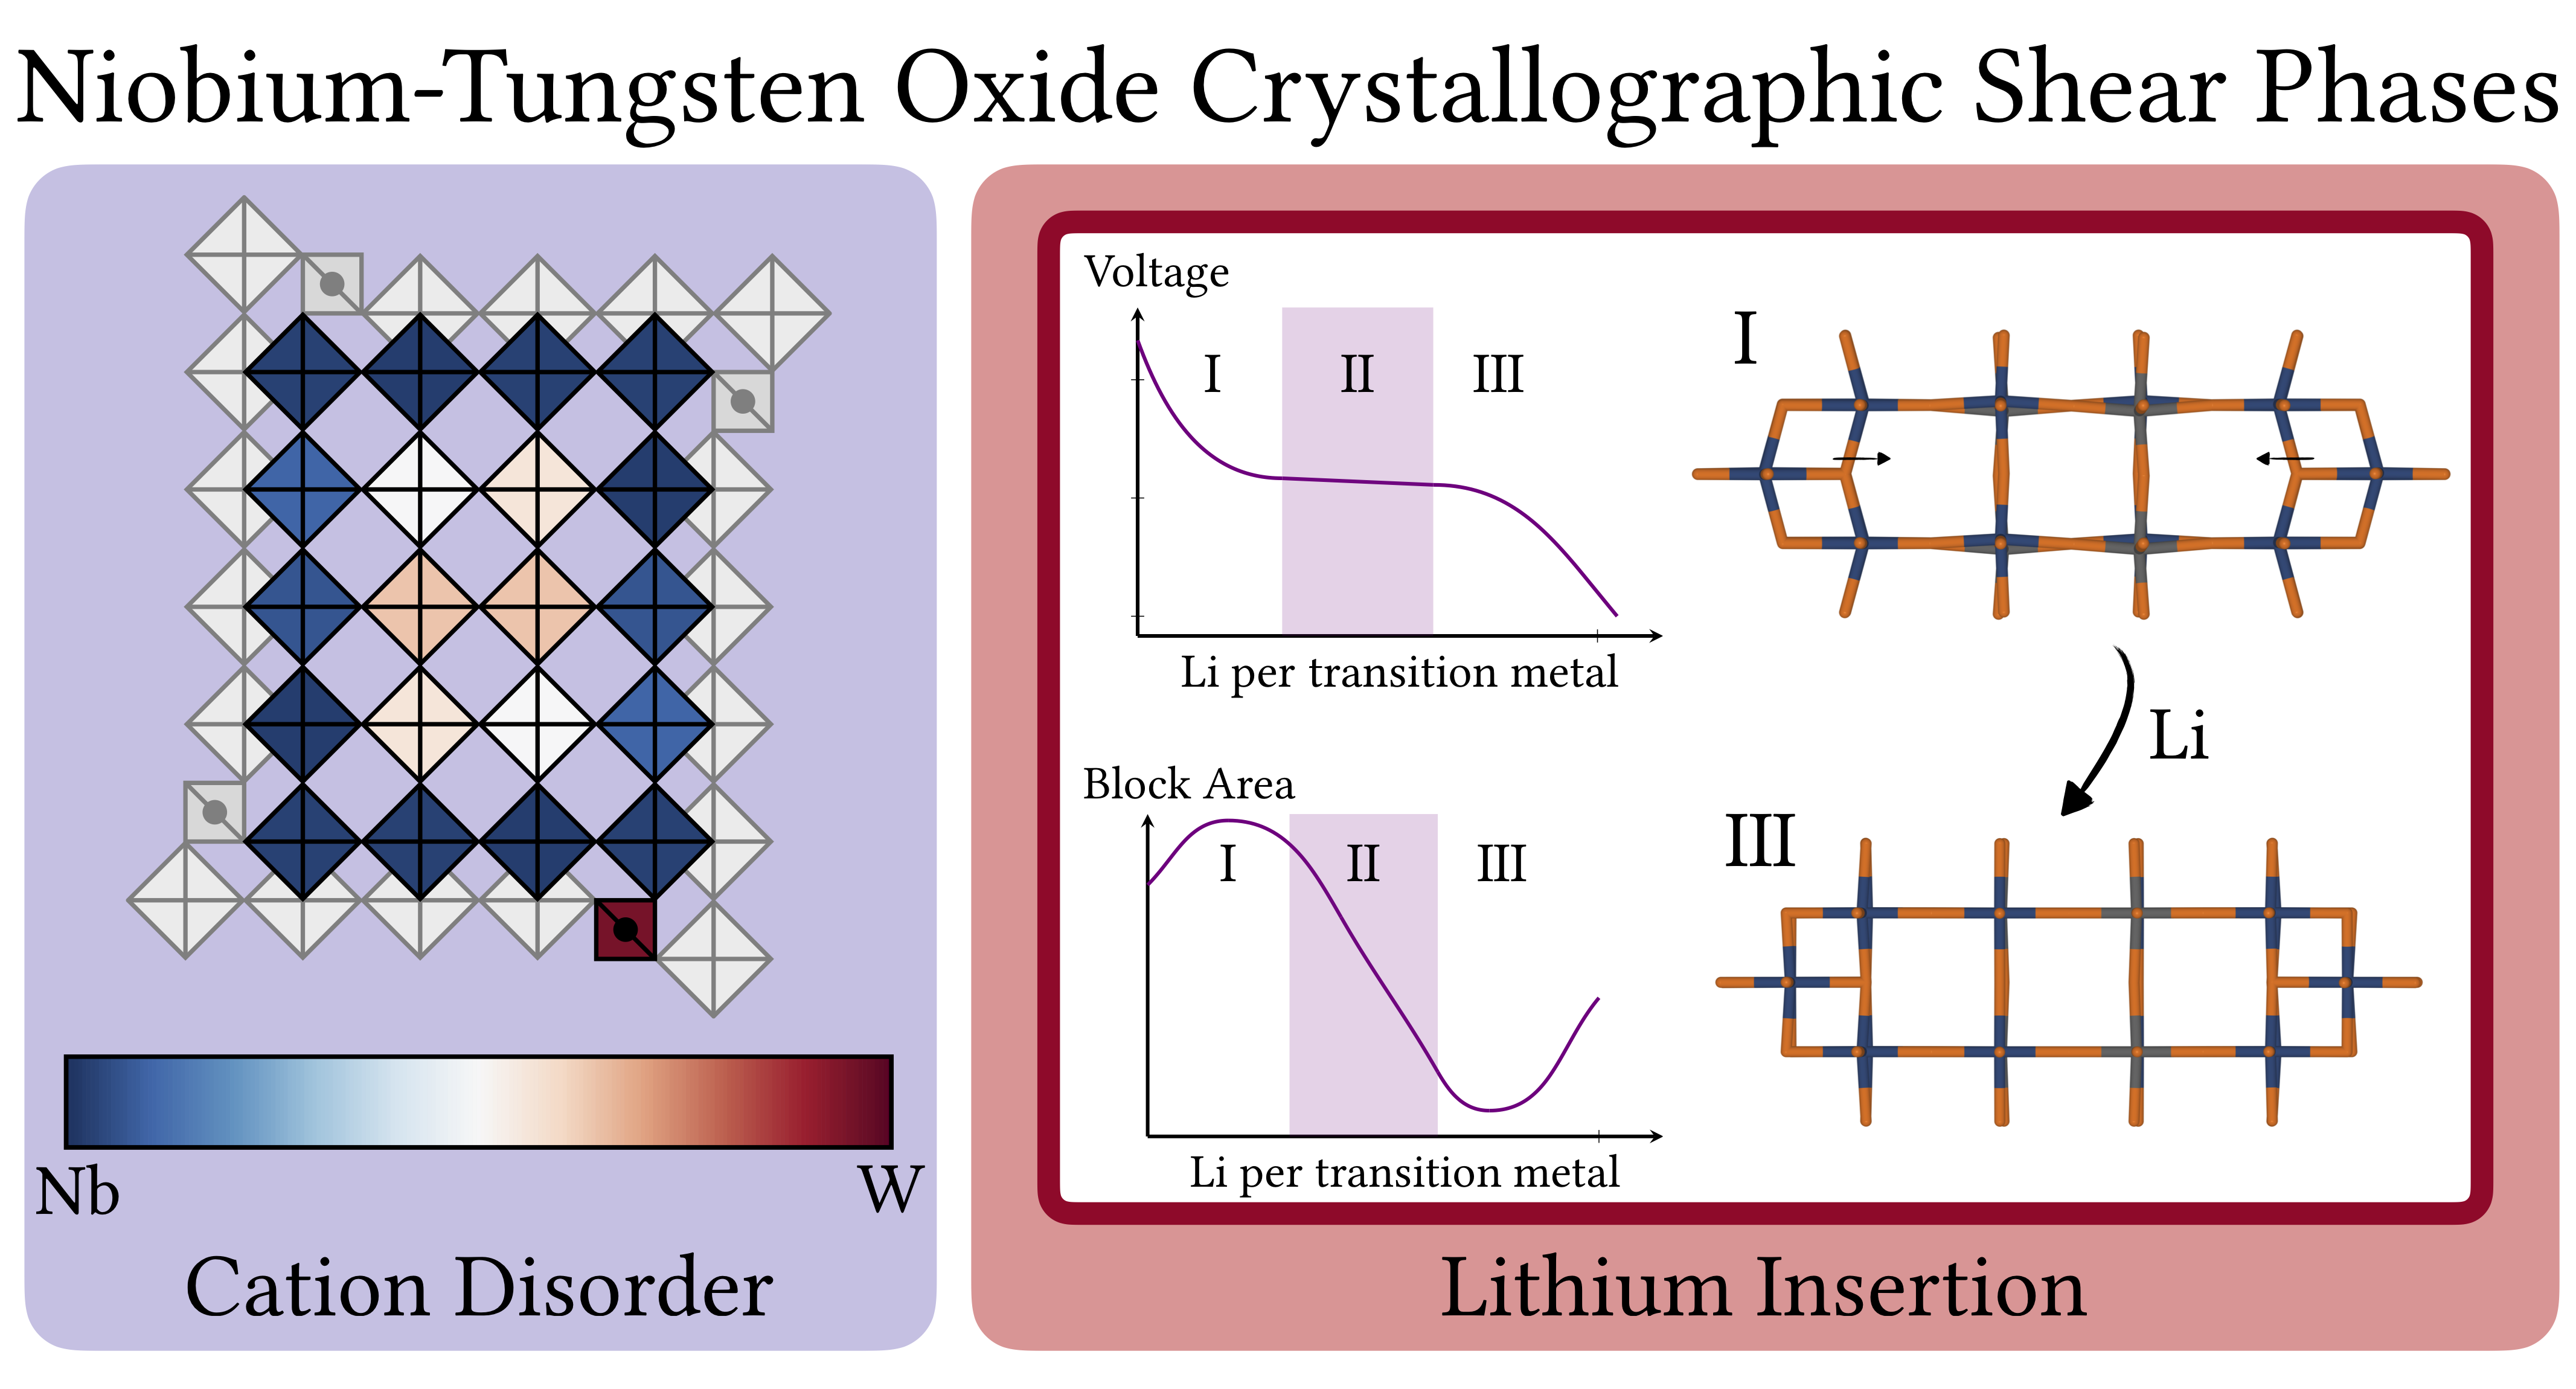 Niobium-Tungsten Oxide Crystallographic Shear Phases
Nb
W
Cation Disorder
Voltage
I
II
III
Li per transition metal
Block Area
I
II
III
Li per transition metal
I
Li
III
Lithium Insertion